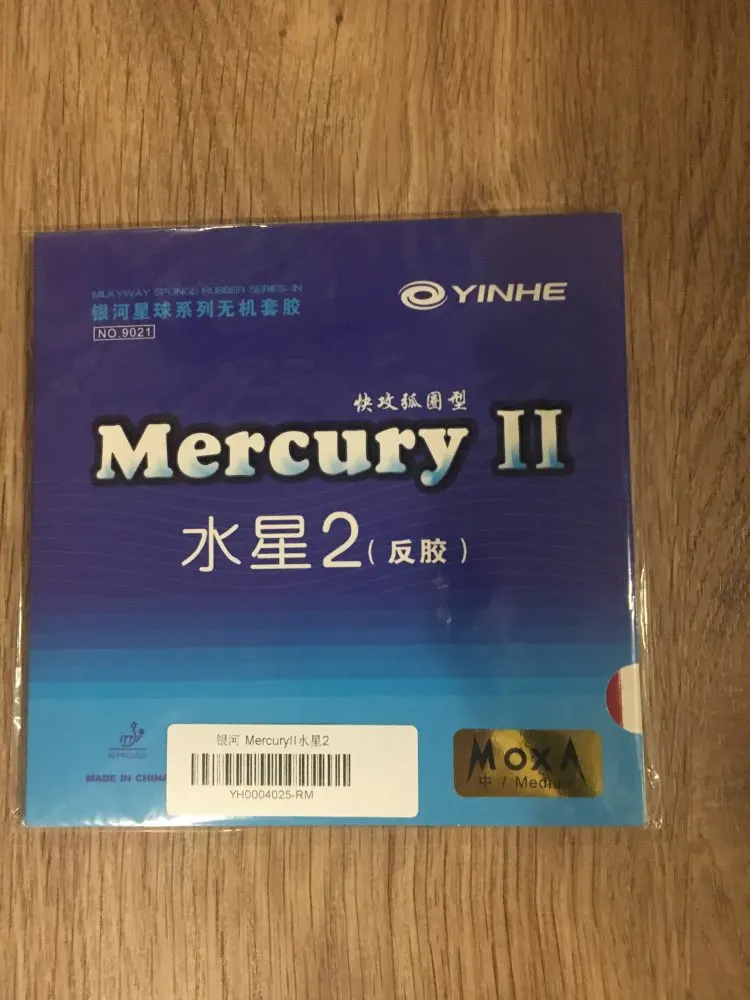 MILKYWAY SPONGE RUBBER SERIES-IN
银河星球系列无机套胶
NO.9021
YINHE
快攻弧圈型
Mercury II
水星2(反胶)
ITTF
APPROVED
MADE IN CHINA
银河 MercuryII水星2
YH0004025-RM
MOXA
中 / Medium